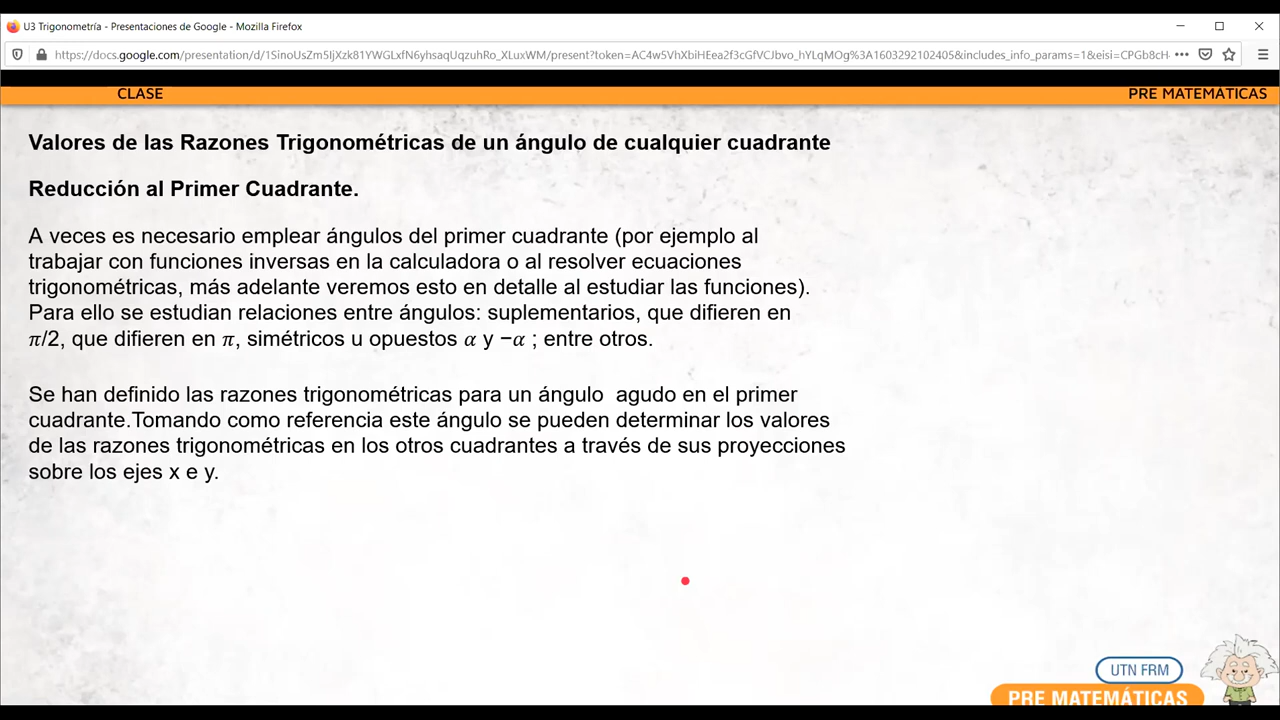 U3 Trigonometría - Presentaciones de Google - Mozilla Firefox
https://docs.google.com/presentation/d/1SinoUsZm5IjXzk81YWGLxfN6yhsaqUqzuhRo_XLuxWM/present?token=AC4w5VhXbiHEea2f3cGfVCJbvo_hYLqMOg%3A1603292102405&includes_info_params=1&eisi=CPGb8cH
CLASE
PRE MATEMÁTICAS
Valores de las Razones Trigonométricas de un ángulo de cualquier cuadrante
Reducción al Primer Cuadrante.
A veces es necesario emplear ángulos del primer cuadrante (por ejemplo al
trabajar con funciones inversas en la calculadora o al resolver ecuaciones
trigonométricas, más adelante veremos esto en detalle al estudiar las funciones).
Para ello se estudian relaciones entre ángulos: suplementarios, que difieren en
π/2, que difieren en π, simétricos u opuestos α y −α ; entre otros.
Se han definido las razones trigonométricas para un ángulo  agudo en el primer
cuadrante.Tomando como referencia este ángulo se pueden determinar los valores
de las razones trigonométricas en los otros cuadrantes a través de sus proyecciones
sobre los ejes x e y.
UTN FRM
PRE MATEMÁTICAS